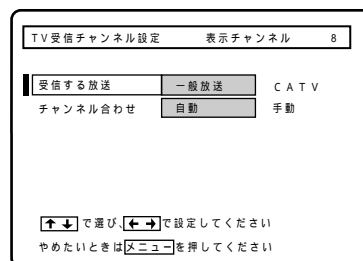 TV受信チャンネル設定 表示チャンネル 8
受信する放送 一般放送 CATV
チャンネル合わせ 自動 手動
↑↓で選び、←→で設定してください
やめたいときはメニューを押してください